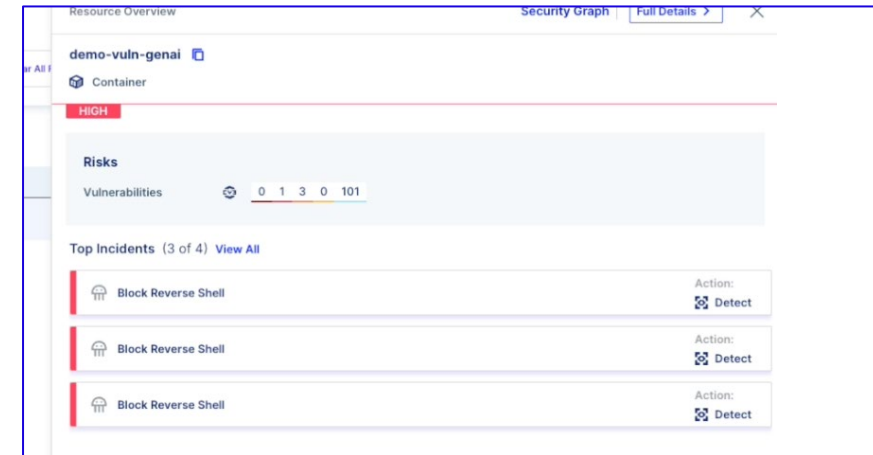 Resource Overview
Security Graph
Full Details >
demo-vuln-genai
ar All F
Container
HIGH
Risks
Vulnerabilities 0 1 3 0 101
Top Incidents (3 of 4) View All
Block Reverse Shell
Action:
Detect
Block Reverse Shell
Action:
Detect
Block Reverse Shell
Action:
Detect